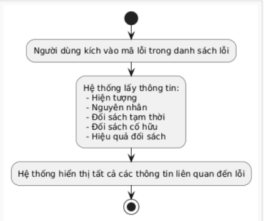 Người dùng kích vào mã lỗi trong danh sách lỗi
Hệ thống lấy thông tin:
- Hiện tượng
- Nguyên nhân
- Đối sách tạm thời
- Đối sách cố hữu
- Hiệu quả đối sách
Hệ thống hiển thị tất cả các thông tin liên quan đến lỗi